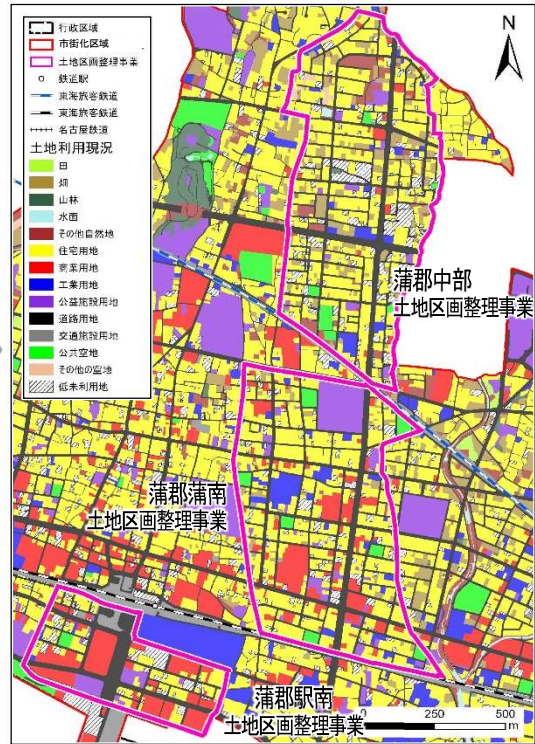 行政区域
市街化区域
土地区画整理事業
鉄道駅
東海旅客鉄道
東海旅客鉄道
名古屋鉄道
土地利用現況
田
畑
山林
水面
その他自然地
住宅用地
商業用地
工業用地
公益施設用地
道路用地
交通施設用地
公共空地
その他の空地
低未利用地
N
蒲郡中部
土地区画整理事業
蒲郡蒲南
土地区画整理事業
蒲郡駅南
土地区画整理事業
0 250 500
m